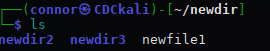 ┌──(connor㉿CDCkali)-[~/newdir]
└─$ ls
newdir2  newdir3  newfile1